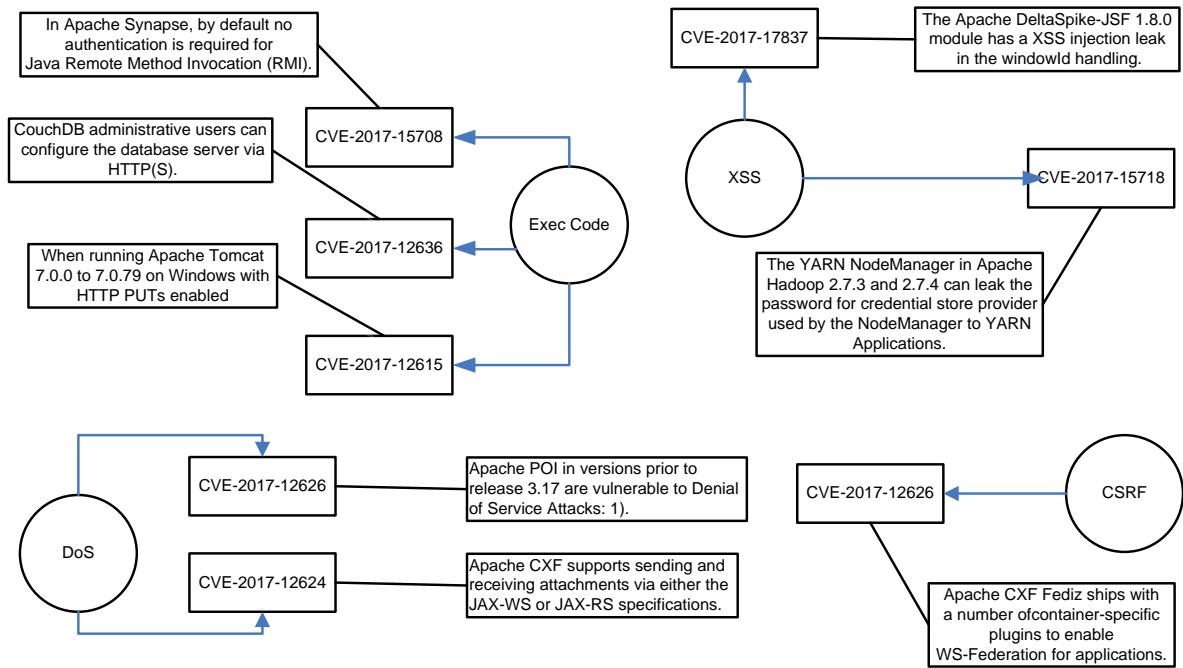 In Apache Synapse, by default no
authentication is required for
Java Remote Method Invocation (RMI).
CVE-2017-15708
CouchDB administrative users can
configure the database server via
HTTP(S).
CVE-2017-12636
When running Apache Tomcat
7.0.0 to 7.0.79 on Windows with
HTTP PUTs enabled
CVE-2017-12615
Exec Code
CVE-2017-17837
The Apache DeltaSpike-JSF 1.8.0
module has a XSS injection leak
in the windowId handling.
XSS
CVE-2017-15718
The YARN NodeManager in Apache
Hadoop 2.7.3 and 2.7.4 can leak the
password for credential store provider
used by the NodeManager to YARN
Applications.
DoS
CVE-2017-12626
Apache POI in versions prior to
release 3.17 are vulnerable to Denial
of Service Attacks: 1).
CVE-2017-12624
Apache CXF supports sending and
receiving attachments via either the
JAX-WS or JAX-RS specifications.
CVE-2017-12626
CSRF
Apache CXF Fediz ships with
a number ofcontainer-specific
plugins to enable
WS-Federation for applications.